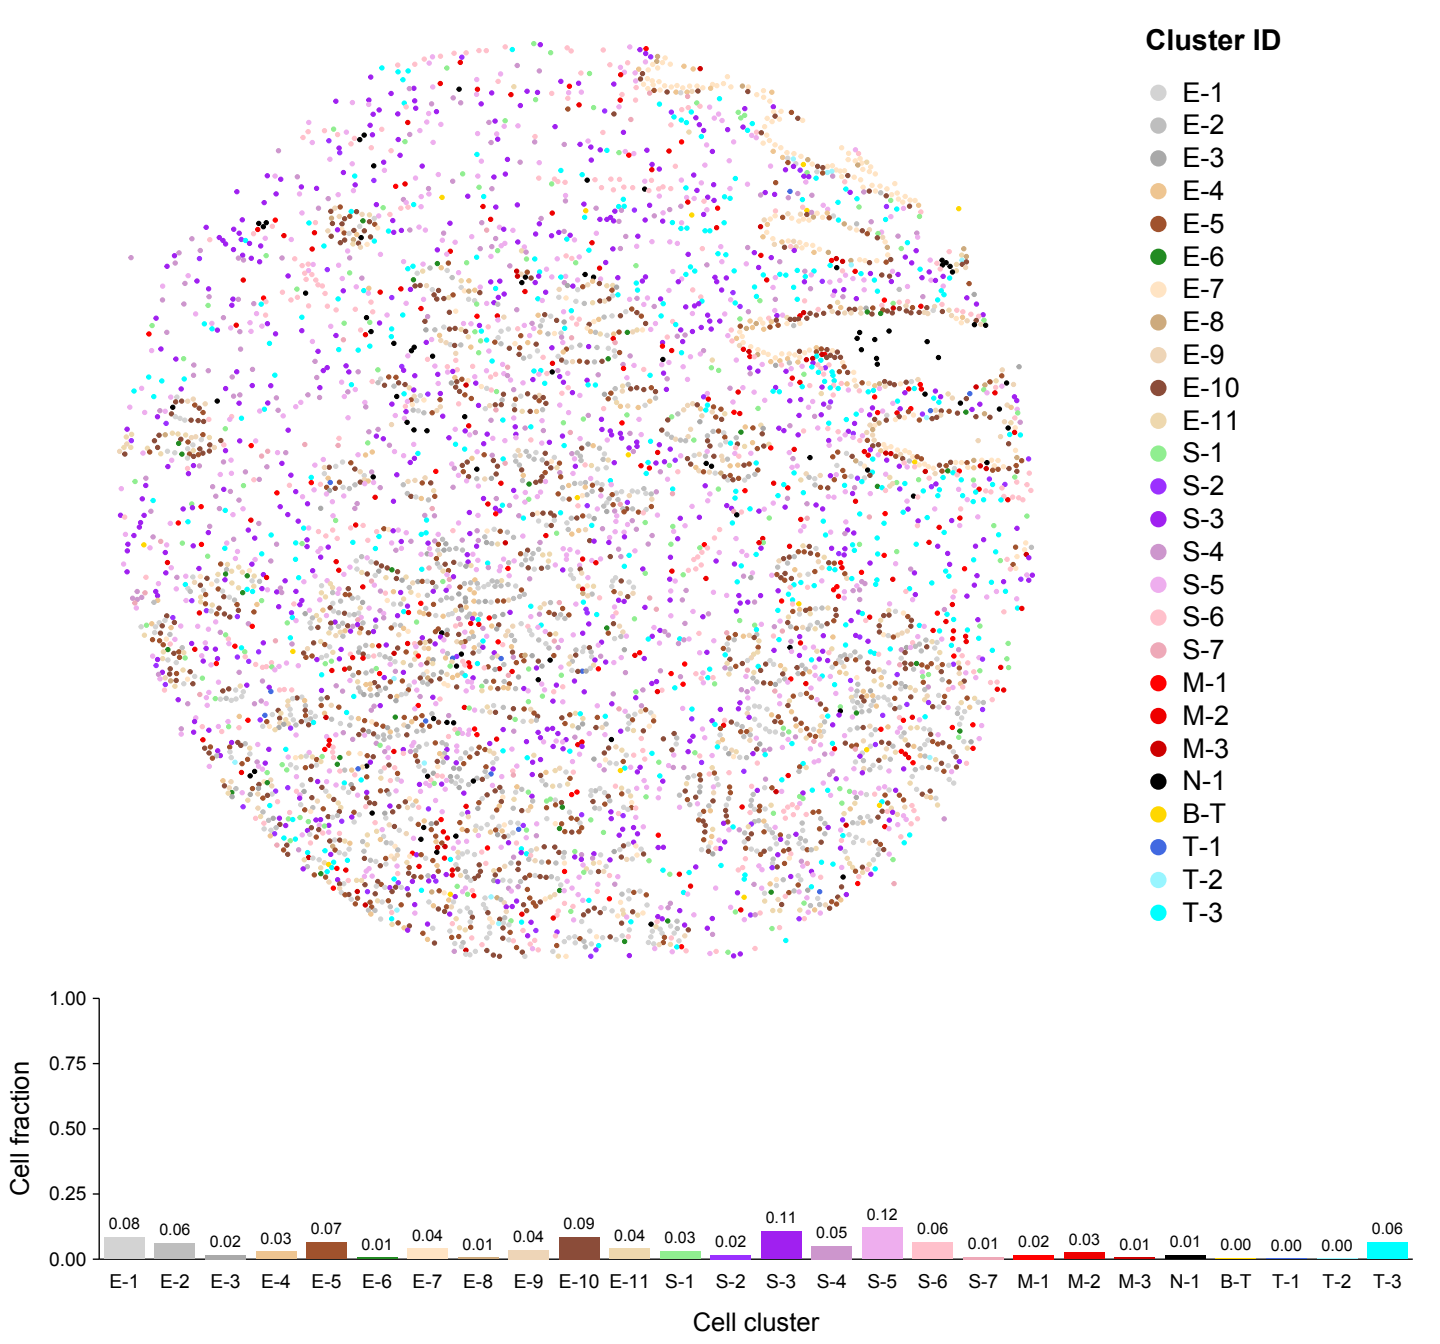 Cluster ID
E-1
E-2
E-3
E-4
E-5
E-6
E-7
E-8
E-9
E-10
E-11
S-1
S-2
S-3
S-4
S-5
S-6
S-7
M-1
M-2
M-3
N-1
B-T
T-1
T-2
T-3
1.00
0.75
0.50
0.25
0.00
Cell fraction
0.08 0.06 0.02 0.03 0.07 0.01 0.04 0.01 0.04 0.09 0.04 0.03 0.02 0.11 0.05 0.12 0.06 0.01 0.02 0.03 0.01 0.01 0.00 0.00 0.00 0.06
E-1 E-2 E-3 E-4 E-5 E-6 E-7 E-8 E-9 E-10 E-11 S-1 S-2 S-3 S-4 S-5 S-6 S-7 M-1 M-2 M-3 N-1 B-T T-1 T-2 T-3
Cell cluster